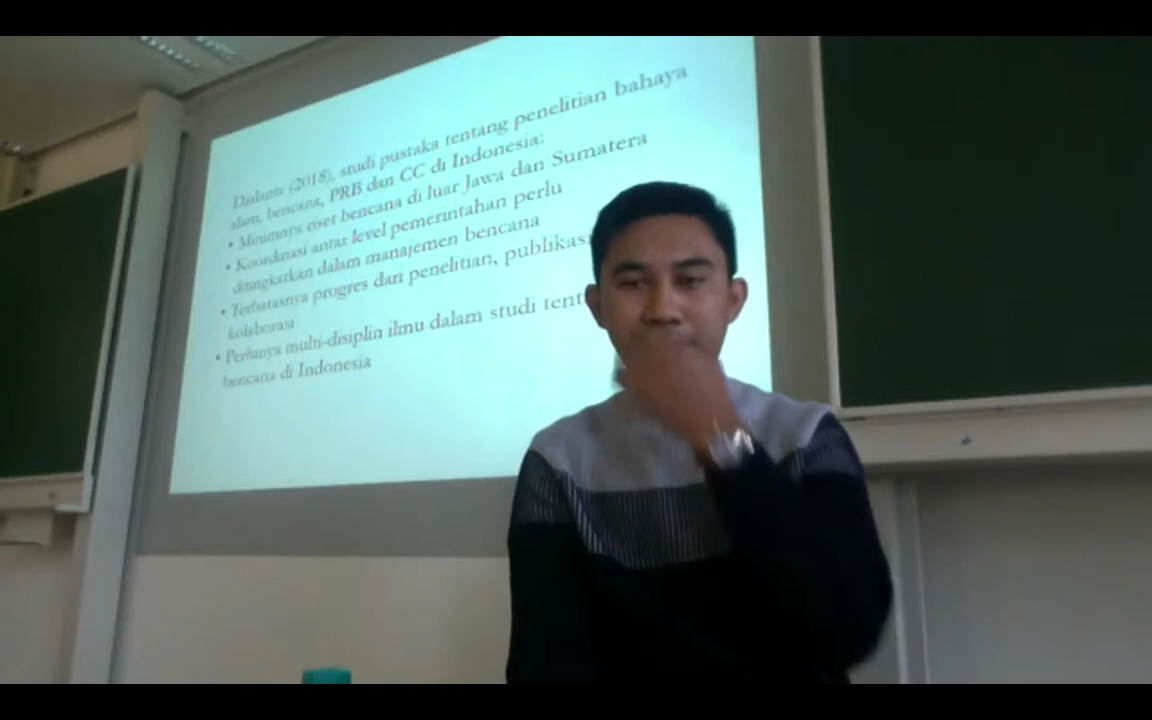 Djalante (2018), studi pustaka tentang penelitian bahaya
alam, bencana, PRB dan CC di Indonesia:
• Minimnya riset bencana di luar Jawa dan Sumatera
• Koordinasi antar level pemerintahan perlu
ditingkatkan dalam manajemen bencana
• Terbatasnya progres dari penelitian, publikasi
kolaborasi
• Perlunya multi-disiplin ilmu dalam studi
bencana di Indonesia